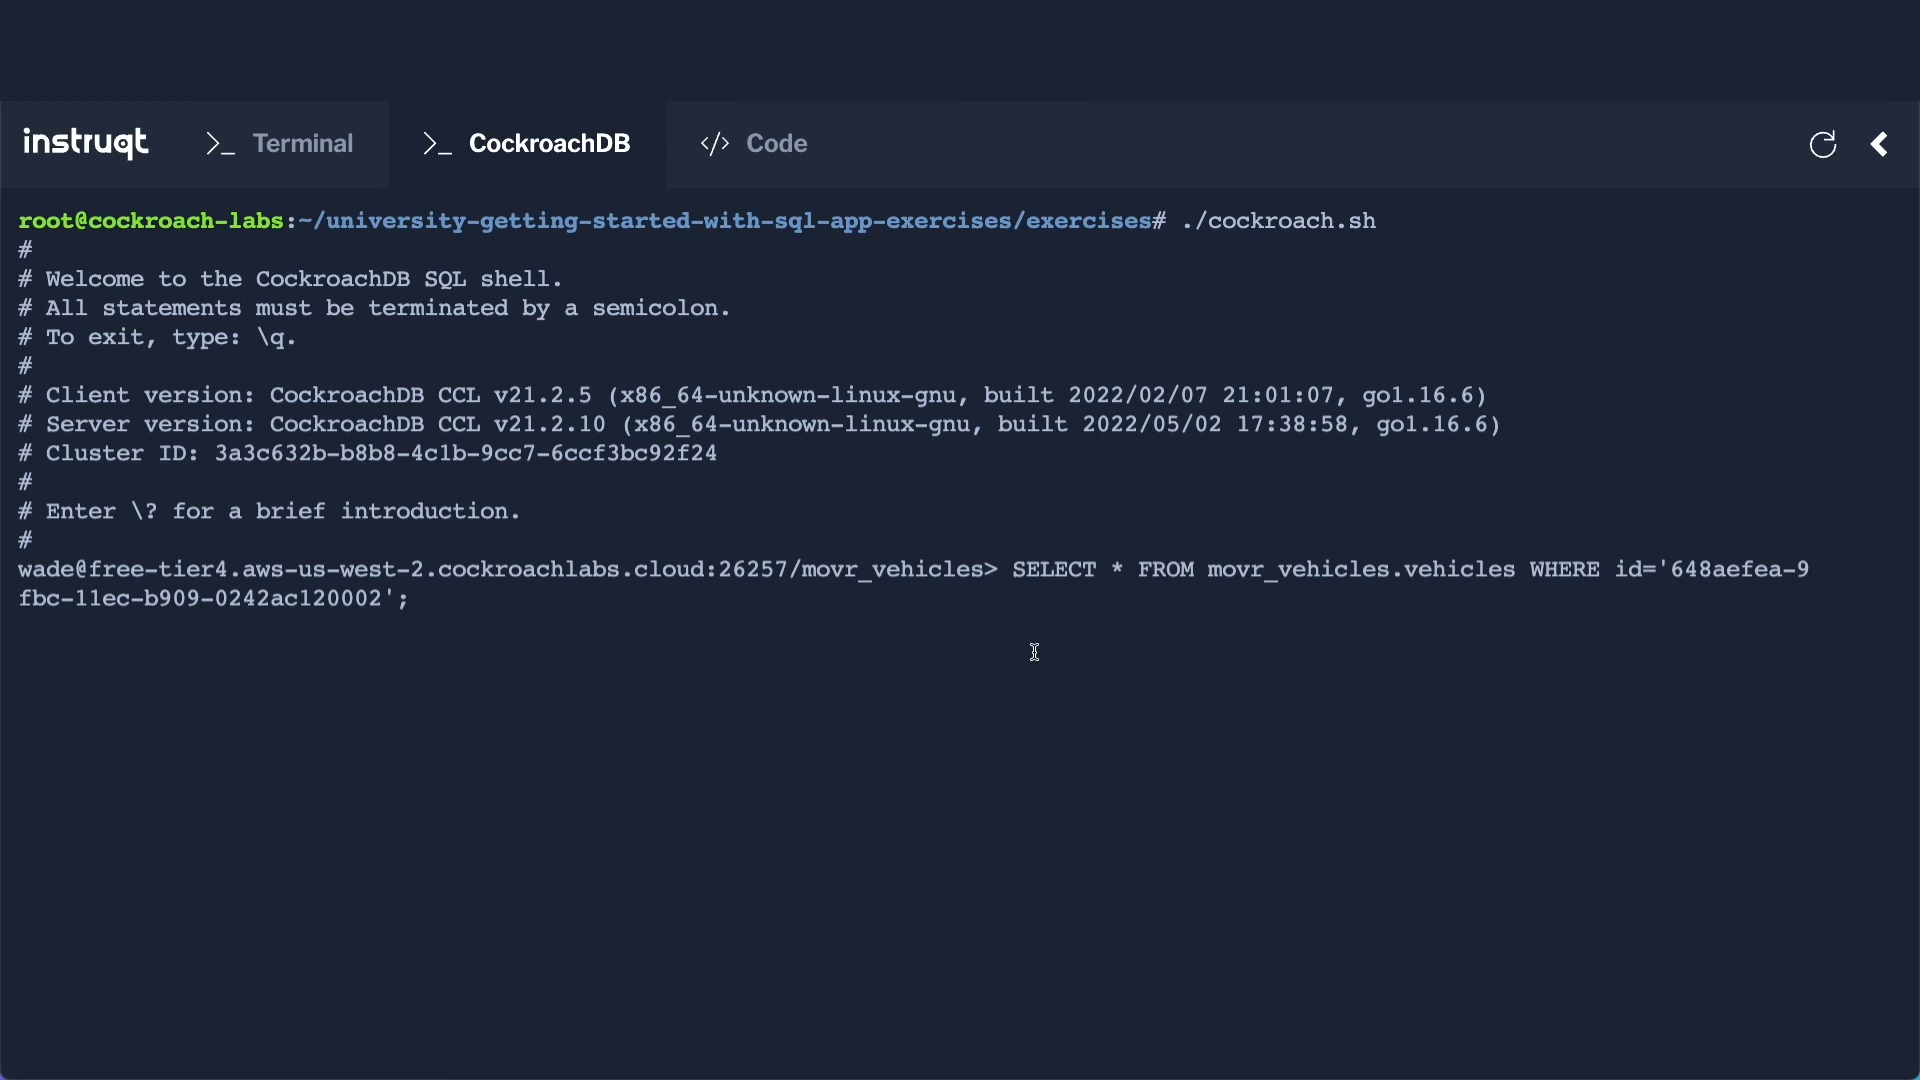 instruqt >_ Terminal >_ CockroachDB </> Code
root@cockroach-labs:~/university-getting-started-with-sql-app-exercises/exercises# ./cockroach.sh
#
# Welcome to the CockroachDB SQL shell.
# All statements must be terminated by a semicolon.
# To exit, type: \q.
#
# Client version: CockroachDB CCL v21.2.5 (x86_64-unknown-linux-gnu, built 2022/02/07 21:01:07, go1.16.6)
# Server version: CockroachDB CCL v21.2.10 (x86_64-unknown-linux-gnu, built 2022/05/02 17:38:58, go1.16.6)
# Cluster ID: 3a3c632b-b8b8-4c1b-9cc7-6ccf3bc92f24
#
# Enter \? for a brief introduction.
#
wade@free-tier4.aws-us-west-2.cockroachlabs.cloud:26257/movr_vehicles> SELECT * FROM movr_vehicles.vehicles WHERE id='648aefea-9
fbc-11ec-b909-0242ac120002';